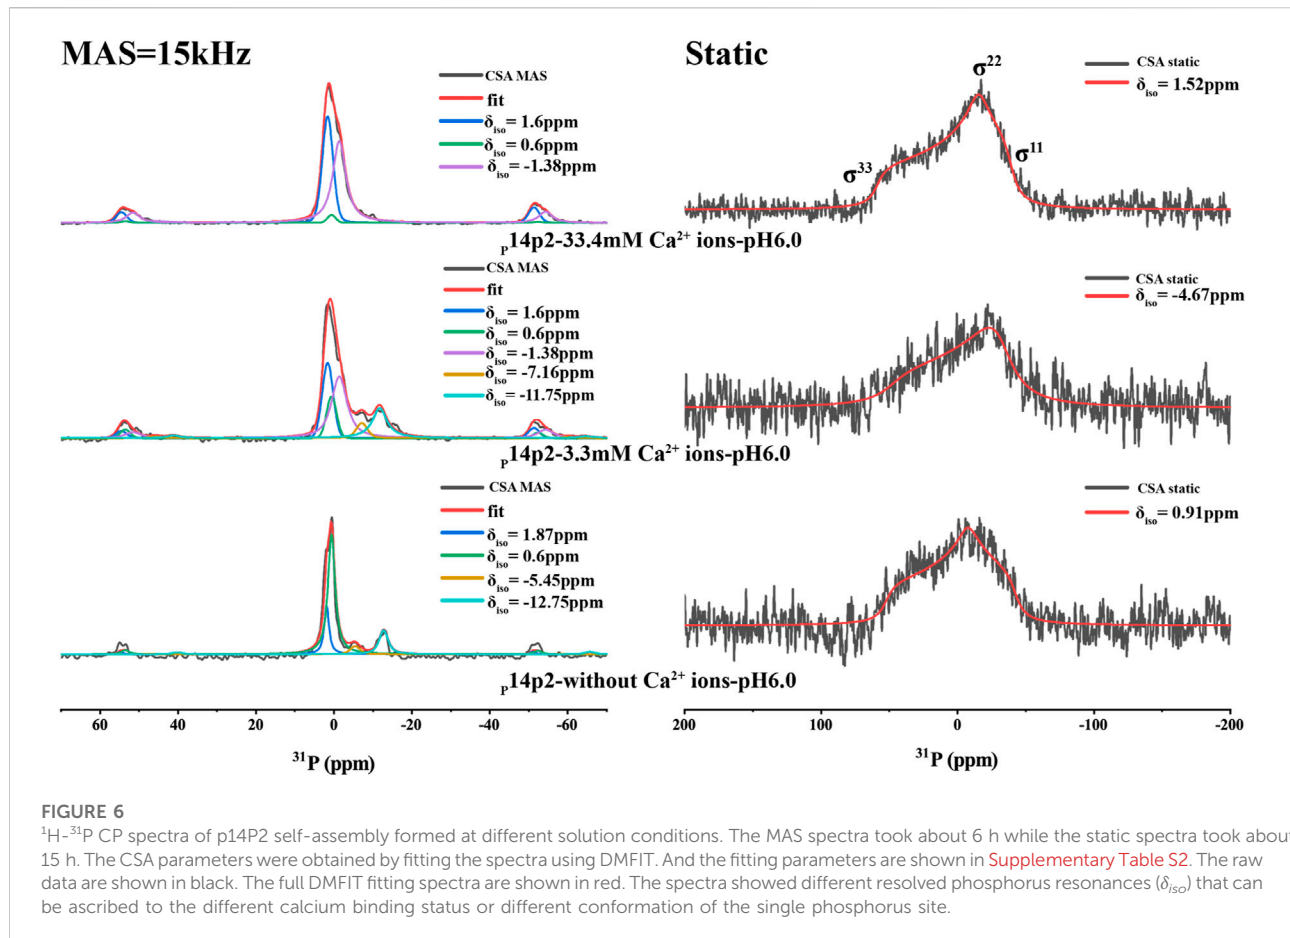 MAS=15kHz
CSA MAS
fit
δiso= 1.6ppm
δiso= 0.6ppm
δiso= -1.38ppm
Static
CSA static
δiso= 1.52ppm
σ22
σ33
σ11
P14p2-33.4mM Ca2+ ions-pH6.0
CSA MAS
fit
δiso= 1.6ppm
δiso= 0.6ppm
δiso= -1.38ppm
δiso= -7.16ppm
δiso= -11.75ppm
CSA static
δiso= -4.67ppm
P14p2-3.3mM Ca2+ ions-pH6.0
CSA MAS
fit
δiso= 1.87ppm
δiso= 0.6ppm
δiso= -5.45ppm
δiso= -12.75ppm
CSA static
δiso= 0.91ppm
P14p2-without Ca2+ ions-pH6.0
60 40 20 0 -20 -40 -60
31P (ppm)
200 100 0 -100 -200
31P (ppm)
FIGURE 6
1H-31P CP spectra of p14P2 self-assembly formed at different solution conditions. The MAS spectra took about 6 h while the static spectra took about
15 h. The CSA parameters were obtained by fitting the spectra using DMFIT. And the fitting parameters are shown in Supplementary Table S2. The raw
data are shown in black. The full DMFIT fitting spectra are shown in red. The spectra showed different resolved phosphorus resonances (δiso) that can
be ascribed to the different calcium binding status or different conformation of the single phosphorus site.